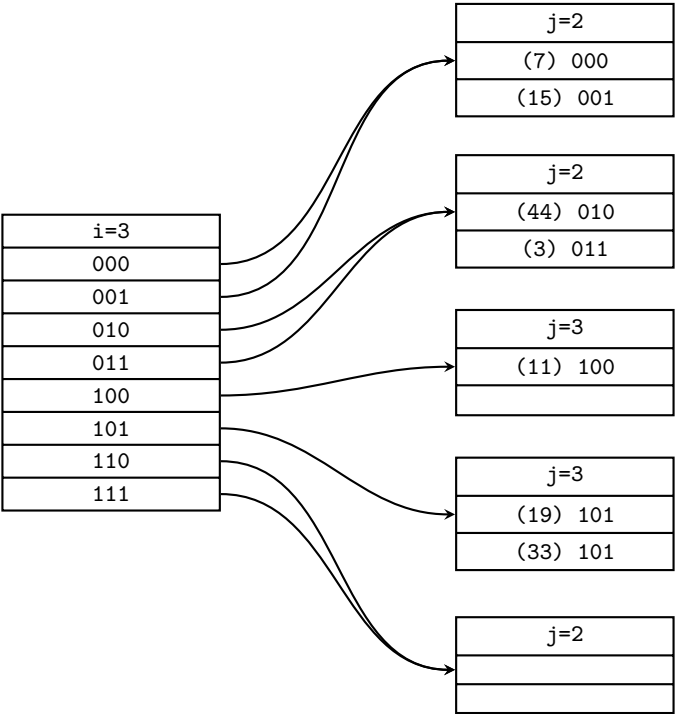 i=3
000
001
010
011
100
101
110
111
j=2
(7) 000
(15) 001
j=2
(44) 010
(3) 011
j=3
(11) 100
j=3
(19) 101
(33) 101
j=2